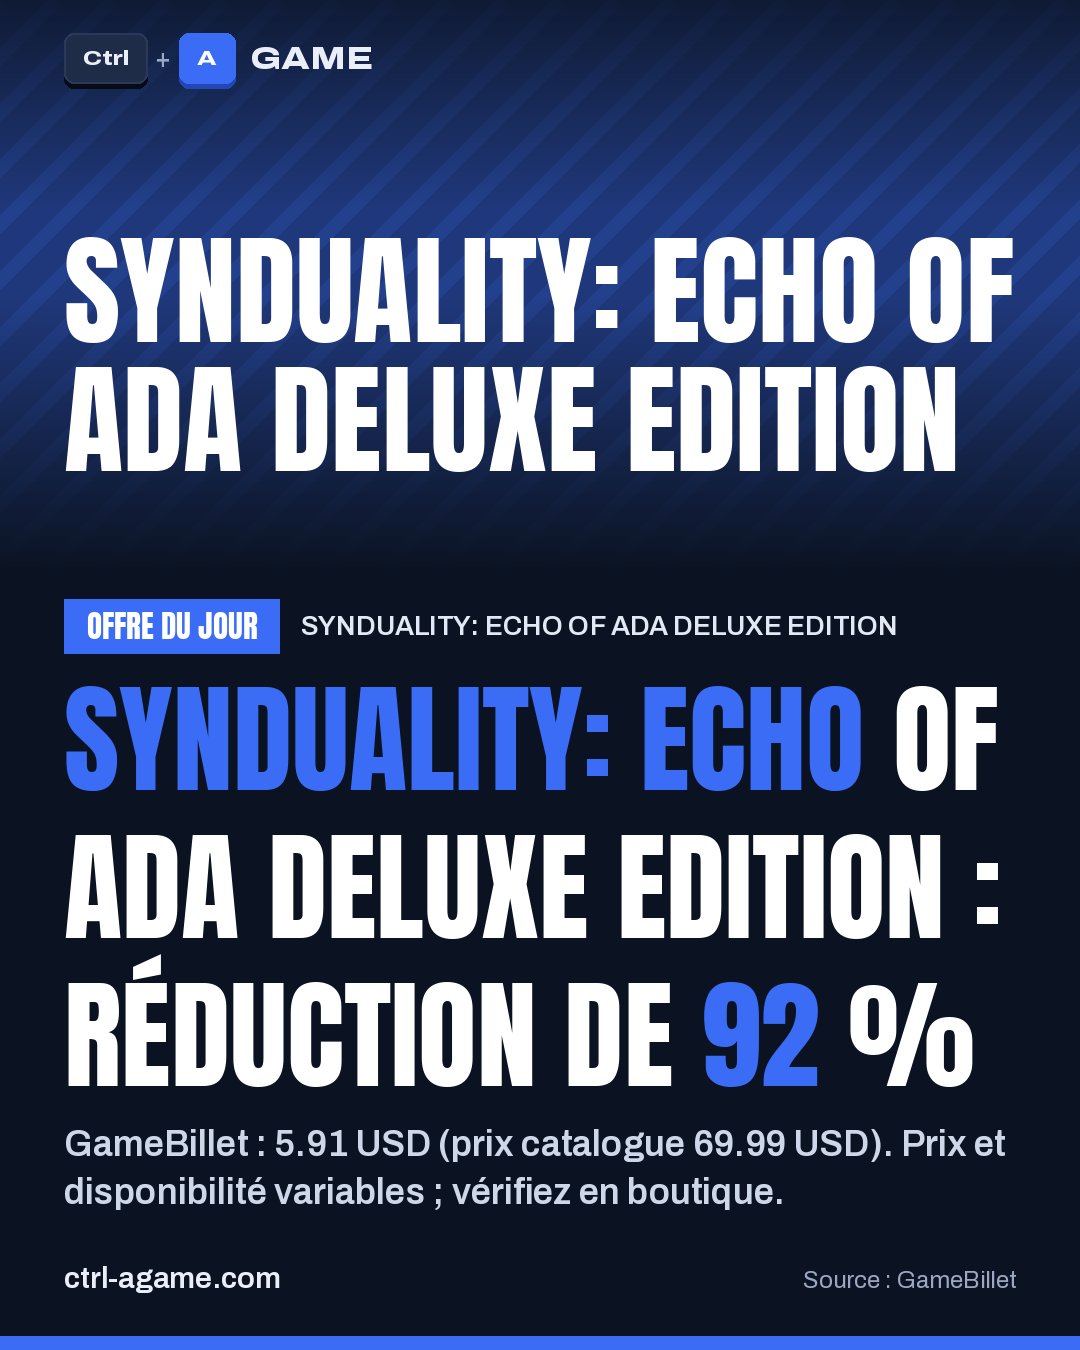 Ctrl + A GAME
SYNDUALITY: ECHO OF
ADA DELUXE EDITION
OFFRE DU JOUR SYNDUALITY: ECHO OF ADA DELUXE EDITION
SYNDUALITY: ECHO OF
ADA DELUXE EDITION :
RÉDUCTION DE 92 %
GameBillet : 5.91 USD (prix catalogue 69.99 USD). Prix et
disponibilité variables ; vérifiez en boutique.
ctrl-agame.com Source : GameBillet